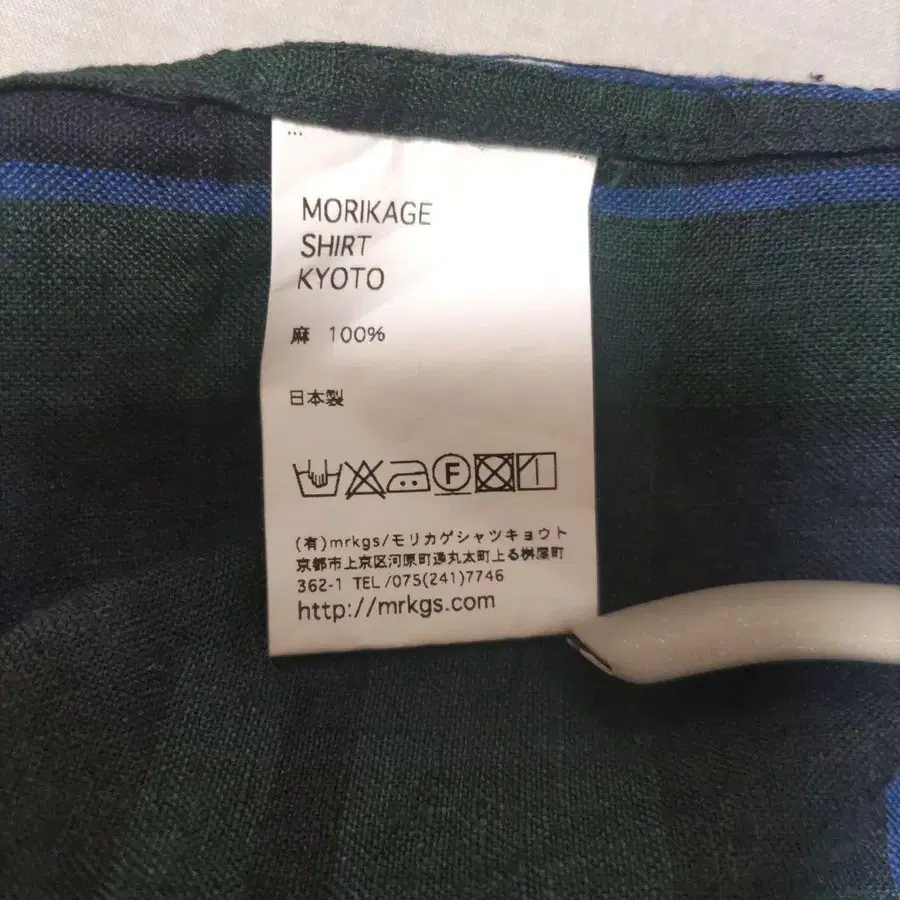 MORIKAGE
SHIRT
KYOTO
麻 100%
日本製
F
(有)mrkgs/モリカゲシャツキョウト
京都市上京区河原町通丸太町上る桝屋町
362-1 TEL/075(241)7746
http://mrkgs.com